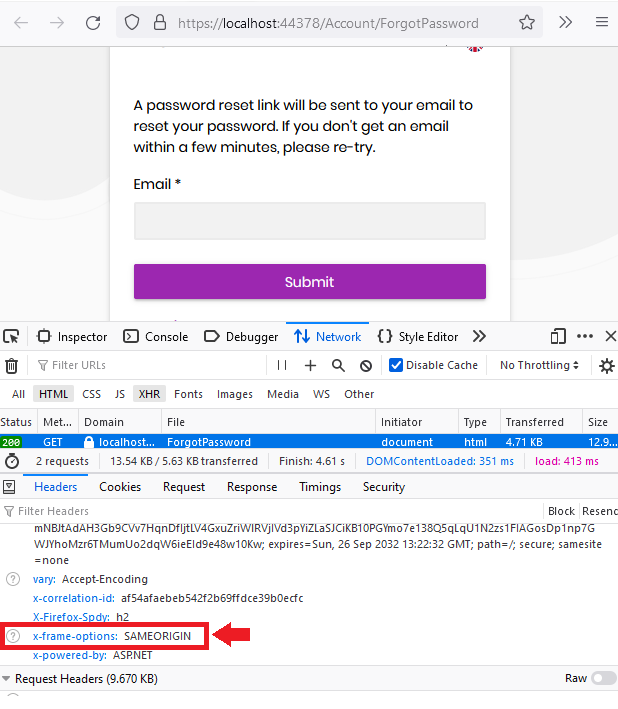 https://localhost:44378/Account/ForgotPassword
A password reset link will be sent to your email to
reset your password. If you don't get an email
within a few minutes, please re-try.
Email *
Submit
Inspector Console Debugger Network Style Editor
Filter URLs Disable Cache No Throttling
All HTML CSS JS XHR Fonts Images Media WS Other
Status Met... Domain File Initiator Type Transferred Size
200 GET localhost... ForgotPassword document html 4.71 KB 12.9...
2 requests 13.54 KB / 5.63 KB transferred Finish: 4.61 s DOMContentLoaded: 351 ms load: 413 ms
Headers Cookies Request Response Timings Security
Filter Headers Block Resend
WJYhoMzr6TMumUo2dqW6ieEId9e48w10Kw; expires=Sun, 26 Sep 2032 13:22:32 GMT; path=/; secure; samesite
=none
vary: Accept-Encoding
x-correlation-id: af54afaebeb542f2b69ffdce39b0ecfc
X-Firefox-Spdy: h2
x-frame-options: SAMEORIGIN
x-powered-by: ASP.NET
Request Headers (9.670 KB) Raw